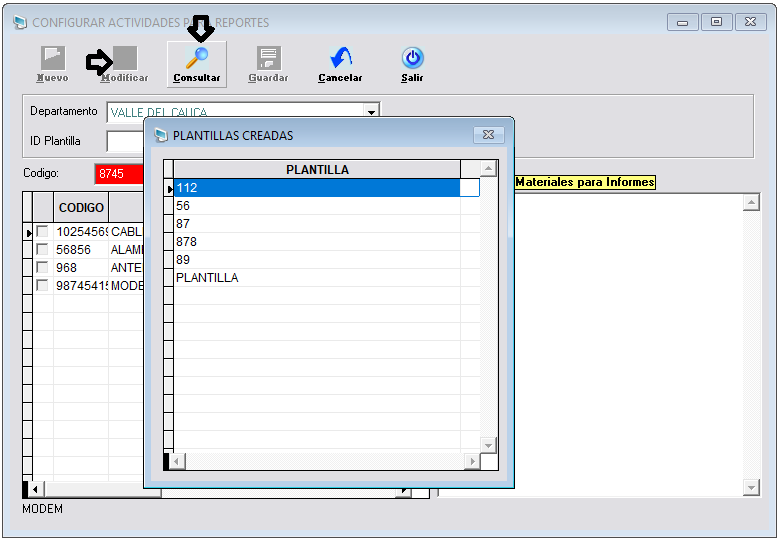 CONFIGURAR ACTIVIDADES PARA REPORTES
Nuevo Modificar Consultar Guardar Cancelar Salir
Departamento VALLE DEL CAUCA
ID Plantilla
PLANTILLAS CREADAS
Codigo: 8745
Materiales para Informes
PLANTILLA
112
56
87
878
89
PLANTILLA
CODIGO
10254569 CABL
56856 ALAM
968 ANTE
98745415 MODE
MODEM